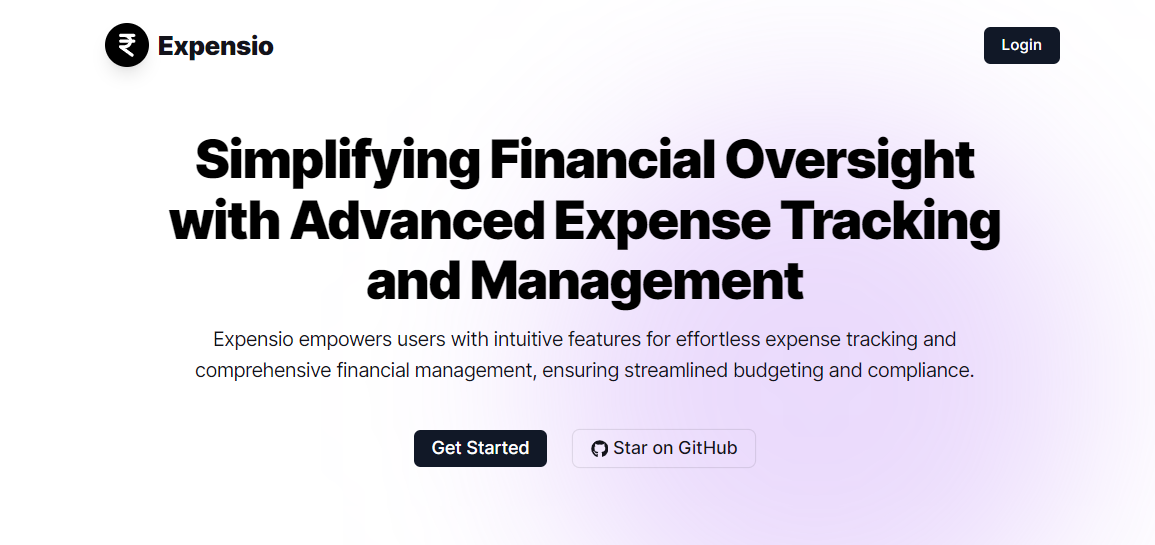 ₹ Expensio
Login
Simplifying Financial Oversight
with Advanced Expense Tracking
and Management
Expensio empowers users with intuitive features for effortless expense tracking and
comprehensive financial management, ensuring streamlined budgeting and compliance.
Get Started
Star on GitHub